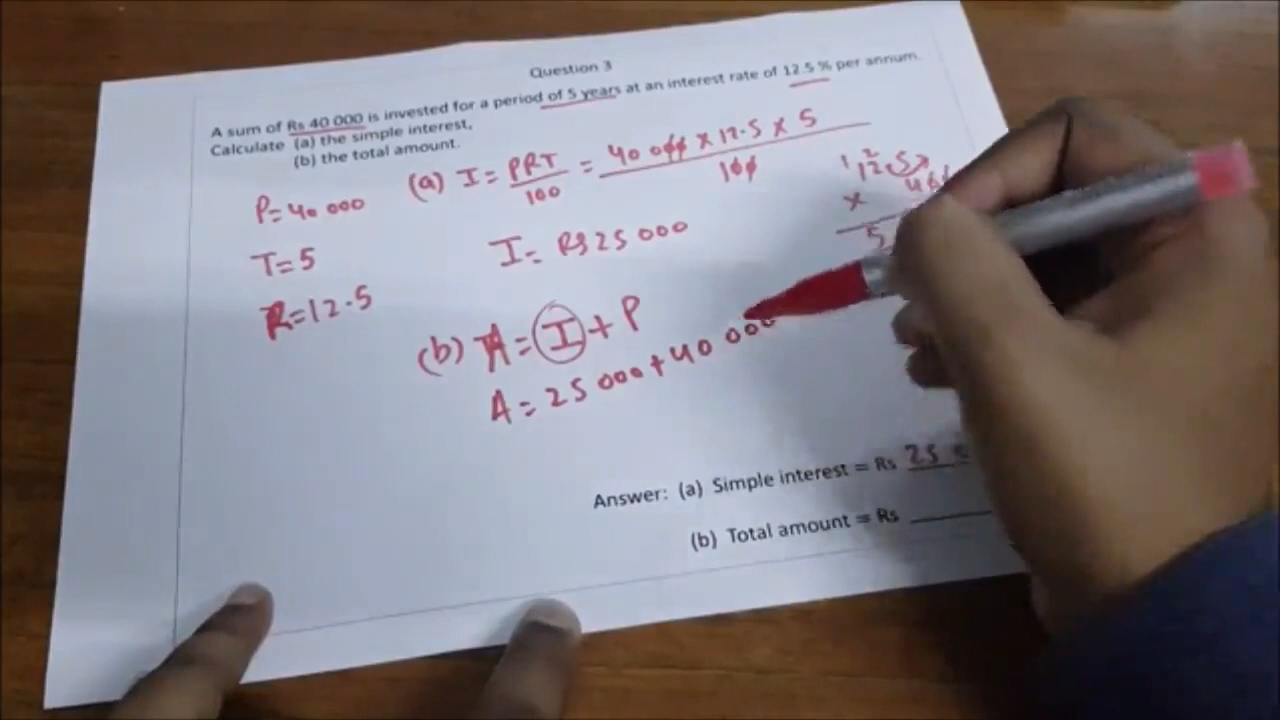 Question 3
A sum of Rs 40 000 is invested for a period of 5 years at an interest rate of 12.5 % per annum.
Calculate (a) the simple interest,
(b) the total amount.
P=40 000
T=5
R=12.5
(a) I = PRT/100 = 40 000 x 12.5 x 5 / 100
I = Rs 25 000
(b) A = I + P
A = 25 000 + 40 000
12.5
x
5
Answer: (a) Simple interest = Rs 25
(b) Total amount = Rs